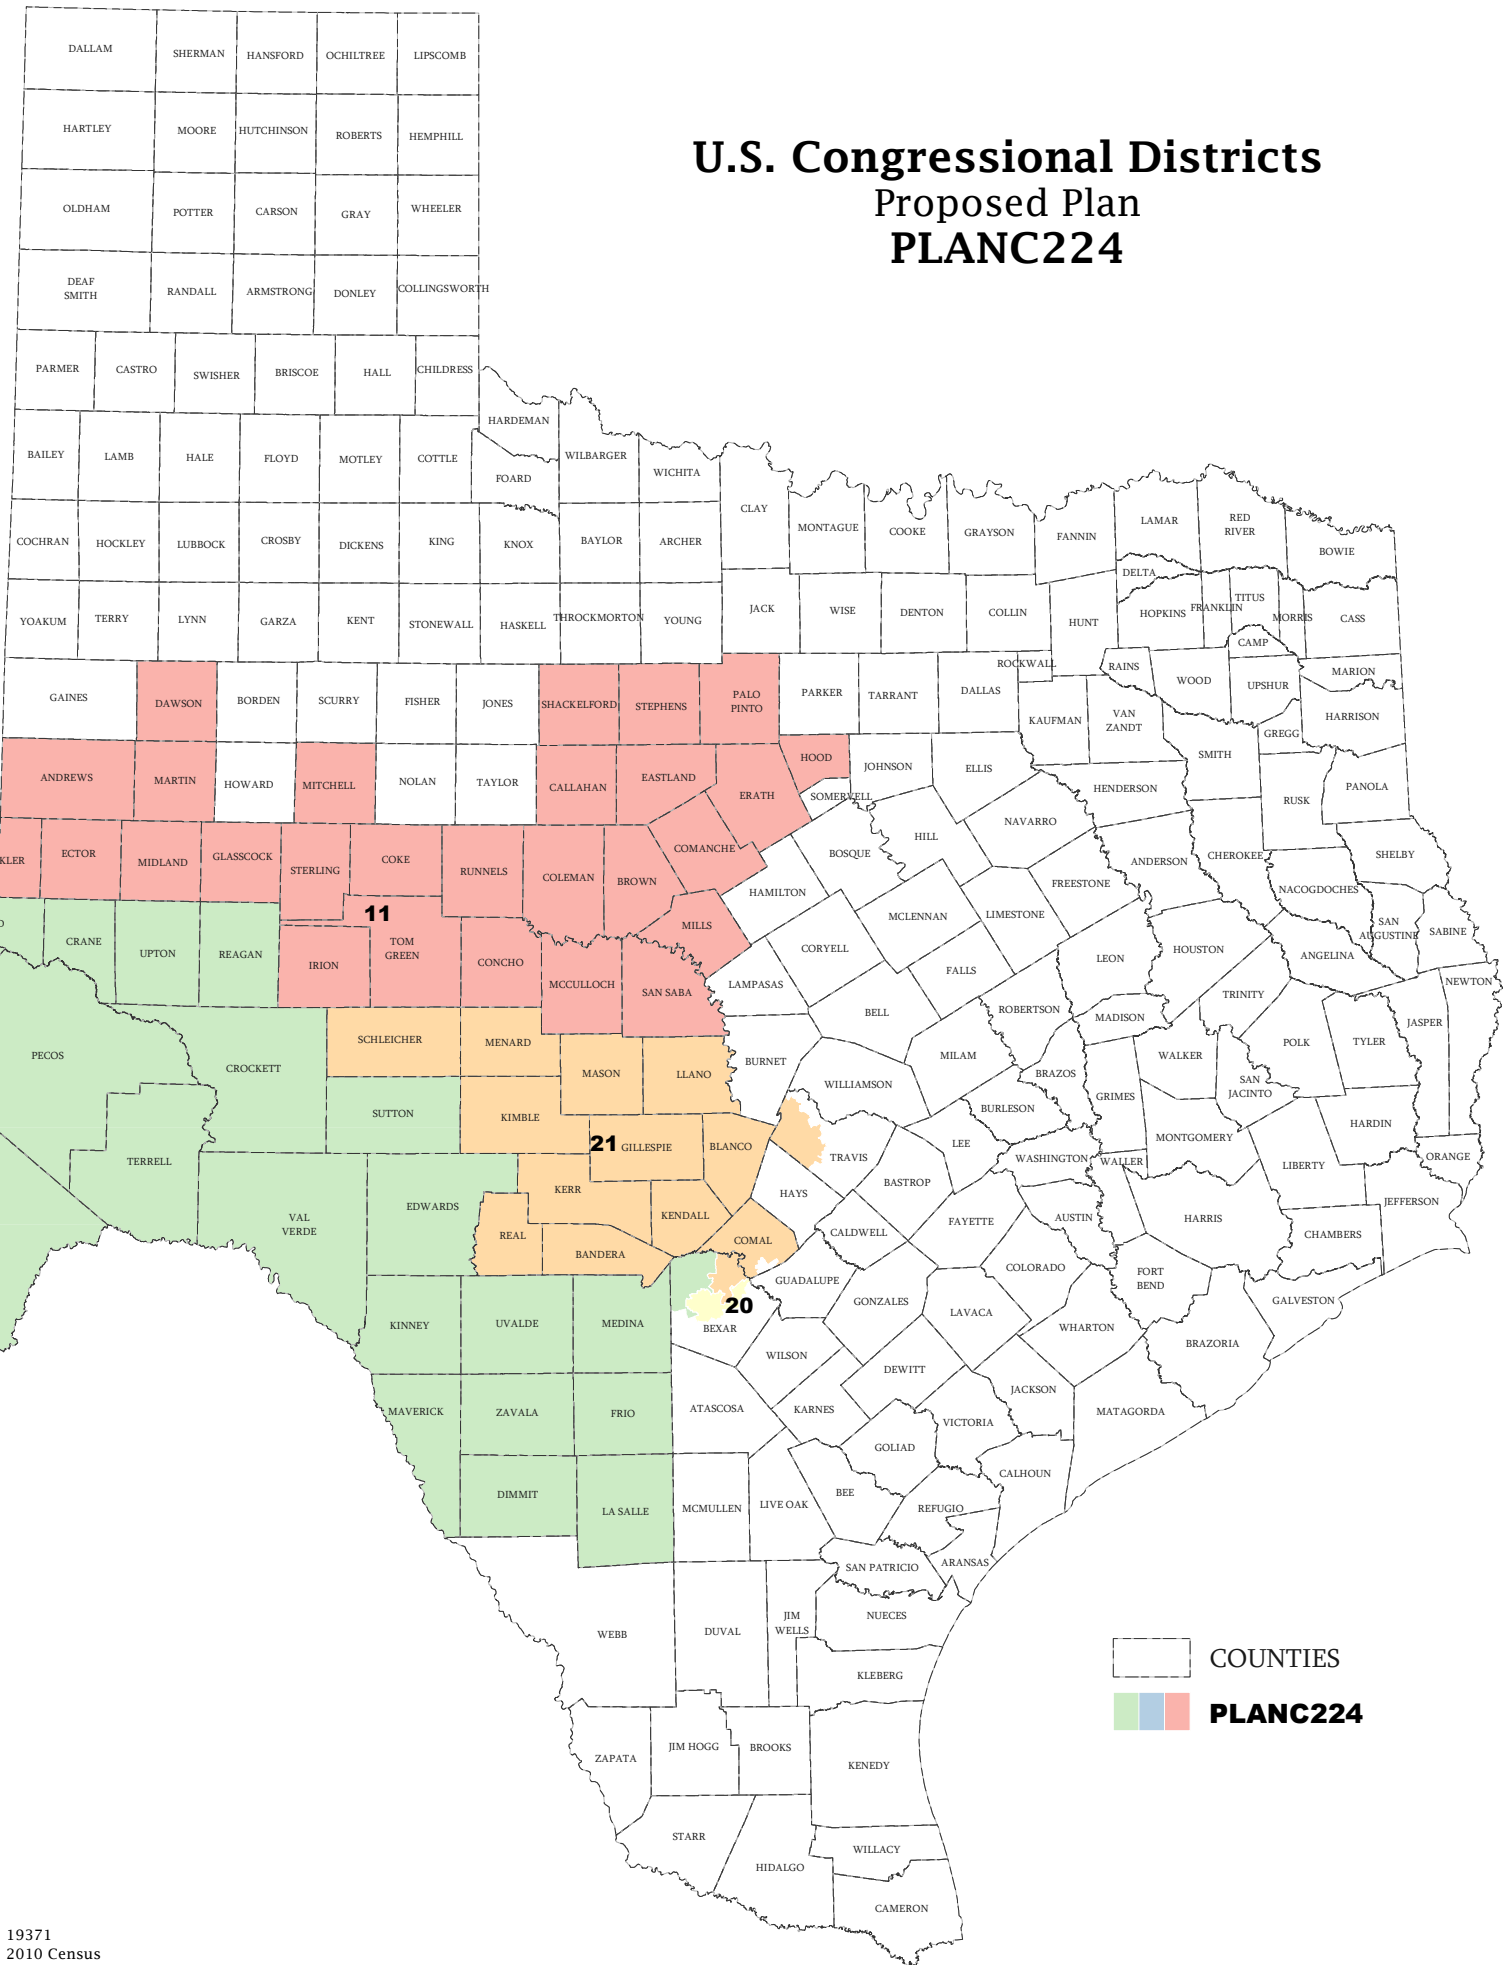 U.S. Congressional Districts
Proposed Plan
PLANC224
DALLAM
SHERMAN
HANSFORD
OCHILTREE
LIPSCOMB
HARTLEY
MOORE
HUTCHINSON
ROBERTS
HEMPHILL
OLDHAM
POTTER
CARSON
GRAY
WHEELER
DEAF
SMITH
RANDALL
ARMSTRONG
DONLEY
COLLINGSWORTH
PARMER
CASTRO
SWISHER
BRISCOE
HALL
CHILDRESS
HARDEMAN
BAILEY
LAMB
HALE
FLOYD
MOTLEY
COTTLE
FOARD
WILBARGER
WICHITA
CLAY
MONTAGUE
COOKE
GRAYSON
FANNIN
LAMAR
RED
RIVER
BOWIE
COCHRAN
HOCKLEY
LUBBOCK
CROSBY
DICKENS
KING
KNOX
BAYLOR
ARCHER
DELTA
YOAKUM
TERRY
LYNN
GARZA
KENT
STONEWALL
HASKELL
THROCKMORTON
YOUNG
JACK
WISE
DENTON
COLLIN
HUNT
HOPKINS
FRANKLIN
TITUS
MORRIS
CASS
CAMP
GAINES
DAWSON
BORDEN
SCURRY
FISHER
JONES
SHACKELFORD
STEPHENS
PALO
PINTO
PARKER
TARRANT
DALLAS
ROCKWALL
RAINS
WOOD
UPSHUR
MARION
KAUFMAN
VAN
ZANDT
GREGG
HARRISON
ANDREWS
MARTIN
HOWARD
MITCHELL
NOLAN
TAYLOR
CALLAHAN
EASTLAND
ERATH
HOOD
SOMERVELL
JOHNSON
ELLIS
HENDERSON
SMITH
RUSK
PANOLA
KLER
ECTOR
MIDLAND
GLASSCOCK
STERLING
COKE
RUNNELS
COLEMAN
BROWN
COMANCHE
BOSQUE
HILL
NAVARRO
ANDERSON
CHEROKEE
SHELBY
HAMILTON
FREESTONE
NACOGDOCHES
11
D
CRANE
UPTON
REAGAN
IRION
TOM
GREEN
CONCHO
MCCULLOCH
SAN SABA
MILLS
LAMPASAS
CORYELL
MCLENNAN
LIMESTONE
FALLS
LEON
HOUSTON
ANGELINA
SAN
AUGUSTINE
SABINE
NEWTON
BELL
ROBERTSON
MADISON
TRINITY
JASPER
PECOS
CROCKETT
SCHLEICHER
MENARD
MASON
LLANO
BURNET
WILLIAMSON
MILAM
BRAZOS
WALKER
POLK
TYLER
GRIMES
SAN
JACINTO
SUTTON
KIMBLE
21
GILLESPIE
BLANCO
TRAVIS
LEE
BURLESON
WASHINGTON
WALLER
MONTGOMERY
HARDIN
LIBERTY
ORANGE
TERRELL
VAL
VERDE
EDWARDS
KERR
REAL
KENDALL
BANDERA
COMAL
HAYS
BASTROP
CALDWELL
FAYETTE
AUSTIN
HARRIS
JEFFERSON
CHAMBERS
GUADALUPE
COLORADO
FORT
BEND
GALVESTON
20
BEXAR
KINNEY
UVALDE
MEDINA
WILSON
GONZALES
LAVACA
WHARTON
BRAZORIA
DEWITT
MAVERICK
ZAVALA
FRIO
ATASCOSA
KARNES
JACKSON
MATAGORDA
VICTORIA
GOLIAD
CALHOUN
DIMMIT
LA SALLE
MCMULLEN
LIVE OAK
BEE
REFUGIO
ARANSAS
SAN PATRICIO
WEBB
DUVAL
JIM
WELLS
NUECES
KLEBERG
ZAPATA
JIM HOGG
BROOKS
KENEDY
STARR
HIDALGO
WILLACY
CAMERON
COUNTIES
PLANC224
19371
2010 Census